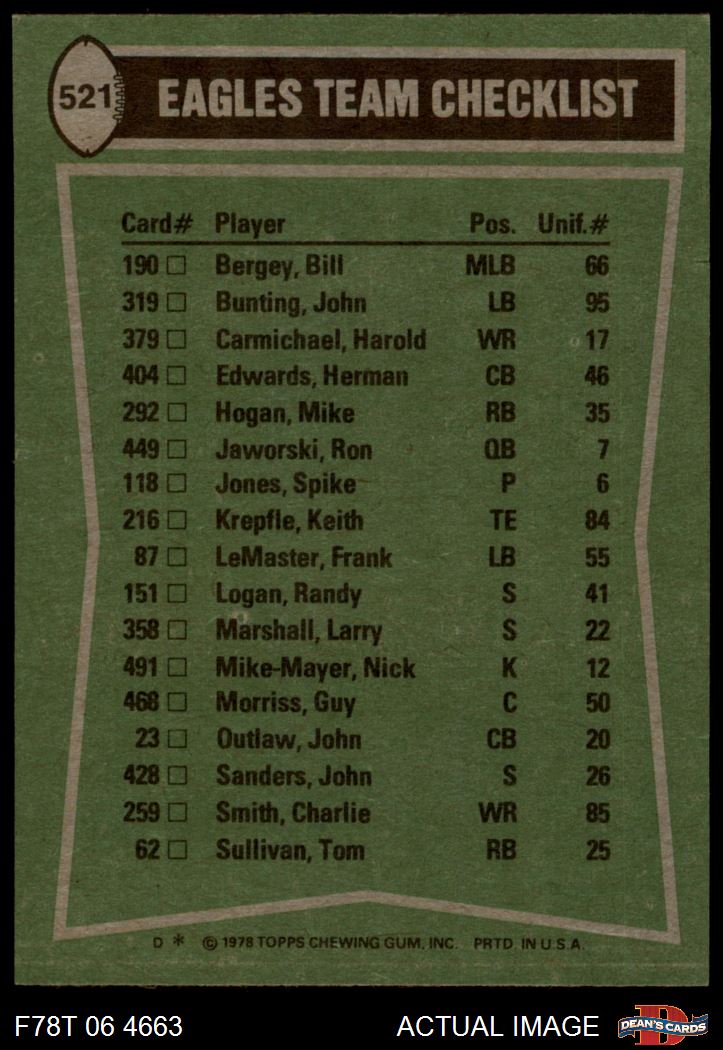 521 EAGLES TEAM CHECKLIST
Card# Player Pos. Unif.#
190 Bergey, Bill MLB 66
319 Bunting, John LB 95
379 Carmichael, Harold WR 17
404 Edwards, Herman CB 46
292 Hogan, Mike RB 35
449 Jaworski, Ron QB 7
118 Jones, Spike P 6
216 Krepfle, Keith TE 84
87 LeMaster, Frank LB 55
151 Logan, Randy S 41
358 Marshall, Larry S 22
491 Mike-Mayer, Nick K 12
468 Morriss, Guy C 50
23 Outlaw, John CB 20
428 Sanders, John S 26
259 Smith, Charlie WR 85
62 Sullivan, Tom RB 25
D * © 1978 TOPPS CHEWING GUM, INC. PRTD. IN U.S.A.
F78T 06 4663 ACTUAL IMAGE D DEAN'S CARDS